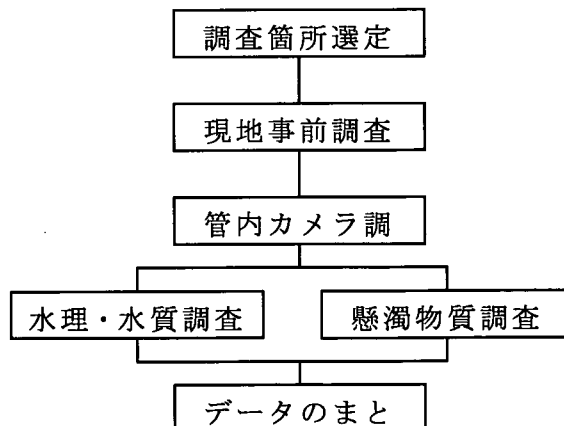 調査箇所選定
現地事前調査
管内カメラ調
水理・水質調査
懸濁物質調査
データのまと